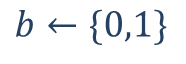 b ← {0,1}